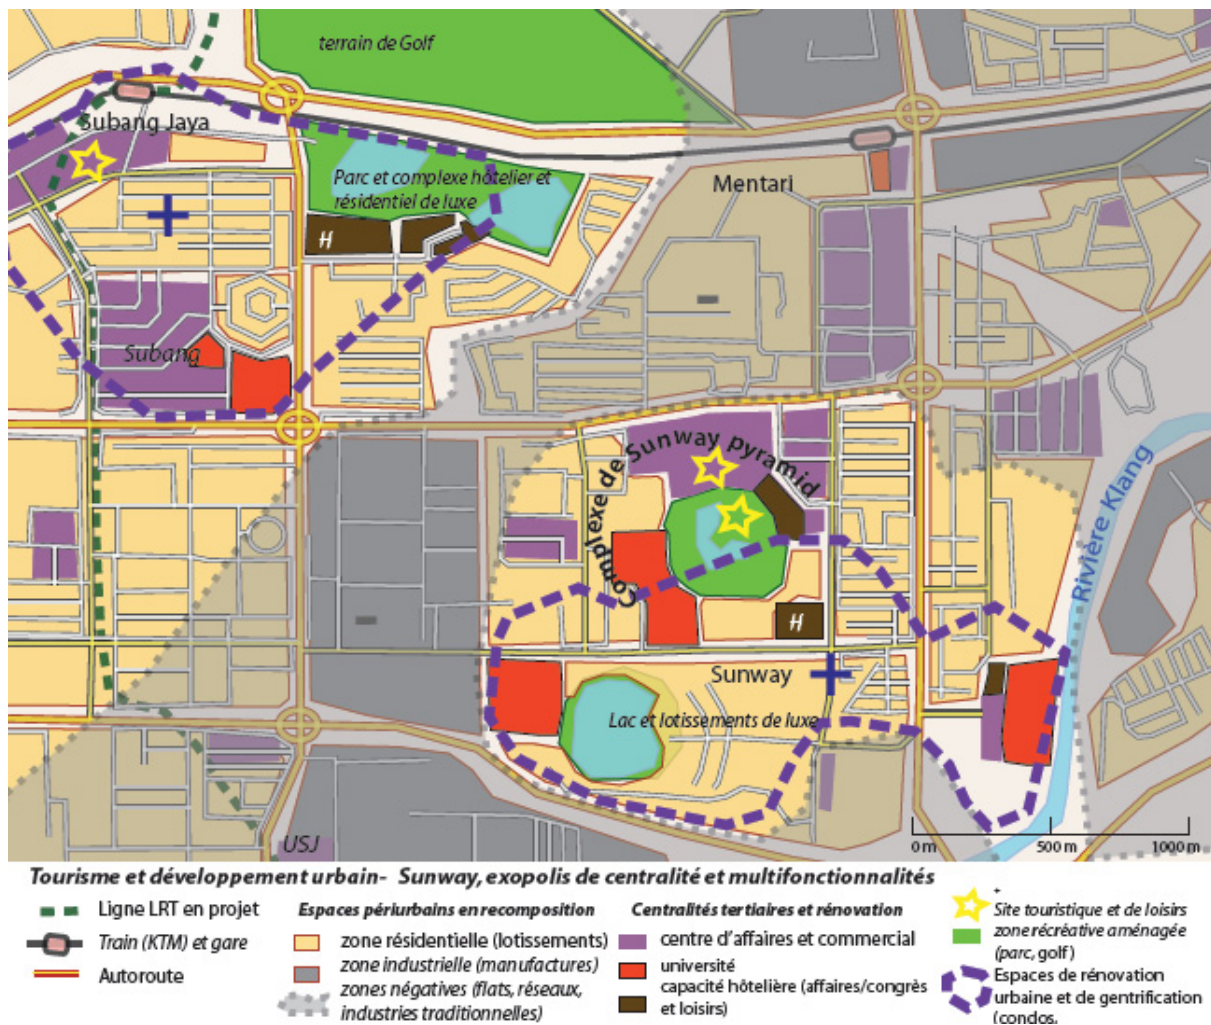 terrain de Golf
Subang Jaya
Parc et complexe hôtelier et
résidentiel de luxe
Mentari
H
Subang
Complexe de Sunway pyramid
Rivière Klang
H
Sunway
Lac et lotissements de luxe
USJ
0 m 500 m 1000 m
Tourisme et développement urbain- Sunway, exopolis de centralité et multifonctionnalités
Ligne LRT en projet
Train (KTM) et gare
Autoroute
Espaces périurbains en recomposition
zone résidentielle (lotissements)
zone industrielle (manufactures)
zones négatives (flats, réseaux,
industries traditionnelles)
Centralités tertiaires et rénovation
centre d'affaires et commercial
université
capacité hôtelière (affaires/congrès
et loisirs)
Site touristique et de loisirs
zone récréative aménagée
(parc, golf)
Espaces de rénovation
urbaine et de gentrification
(condos,